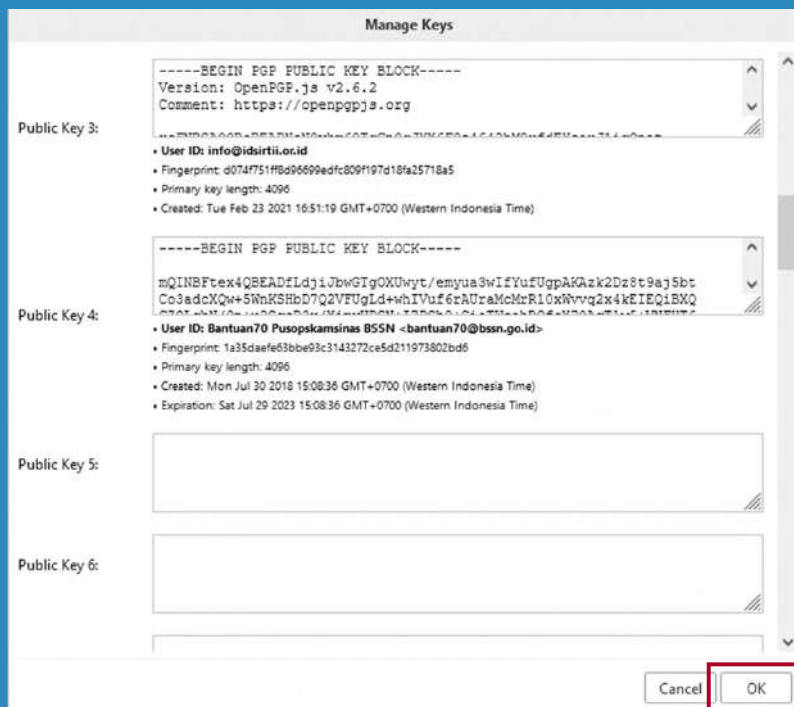 Manage Keys
-----BEGIN PGP PUBLIC KEY BLOCK-----
Version: OpenPGP.js v2.6.2
Comment: https://openpgpjs.org
Public Key 3:
• User ID: info@idsirtii.or.id
• Fingerprint: d074f751ff8d96699edfc809f197d18fa25718a5
• Primary key length: 4096
• Created: Tue Feb 23 2021 16:51:19 GMT+0700 (Western Indonesia Time)
-----BEGIN PGP PUBLIC KEY BLOCK-----
mQINBFtex4QBEADfLdjiJbwGTgOXUwyt/emyua3wIfYufUgpAKAzk2Dz8t9aj5bt
Co3adcXQw+5WnKSHbD7Q2VFUgLd+whIVuf6rAUraMcMrR10xWvvq2x4kEIEQiBXQ
Public Key 4:
• User ID: Bantuan70 Pusopskamsinas BSSN <bantuan70@bssn.go.id>
• Fingerprint: 1a35daefe63bbe93c3143272ce5d211973802bd6
• Primary key length: 4096
• Created: Mon Jul 30 2018 15:08:36 GMT+0700 (Western Indonesia Time)
• Expiration: Sat Jul 29 2023 15:08:36 GMT+0700 (Western Indonesia Time)
Public Key 5:
Public Key 6:
Cancel
OK